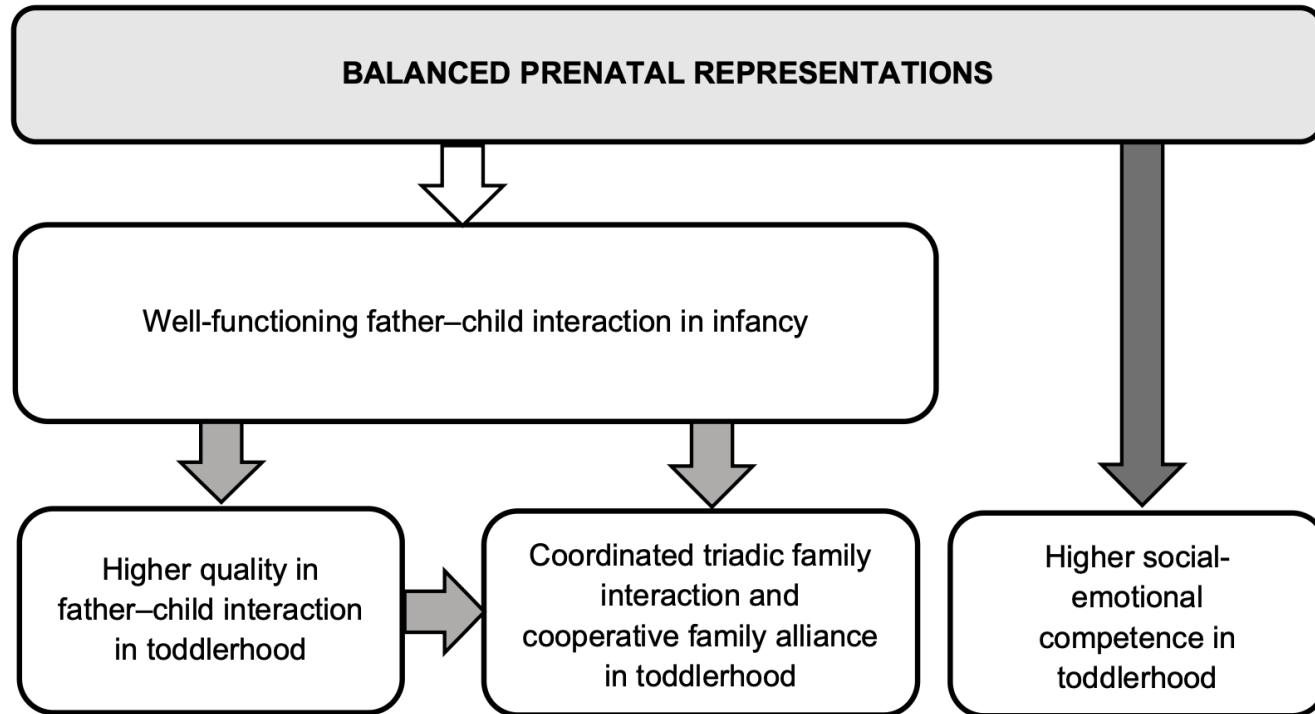 BALANCED PRENATAL REPRESENTATIONS
Well-functioning father–child interaction in infancy
Higher quality in
father–child interaction
in toddlerhood
Coordinated triadic family
interaction and
cooperative family alliance
in toddlerhood
Higher social-
emotional
competence in
toddlerhood